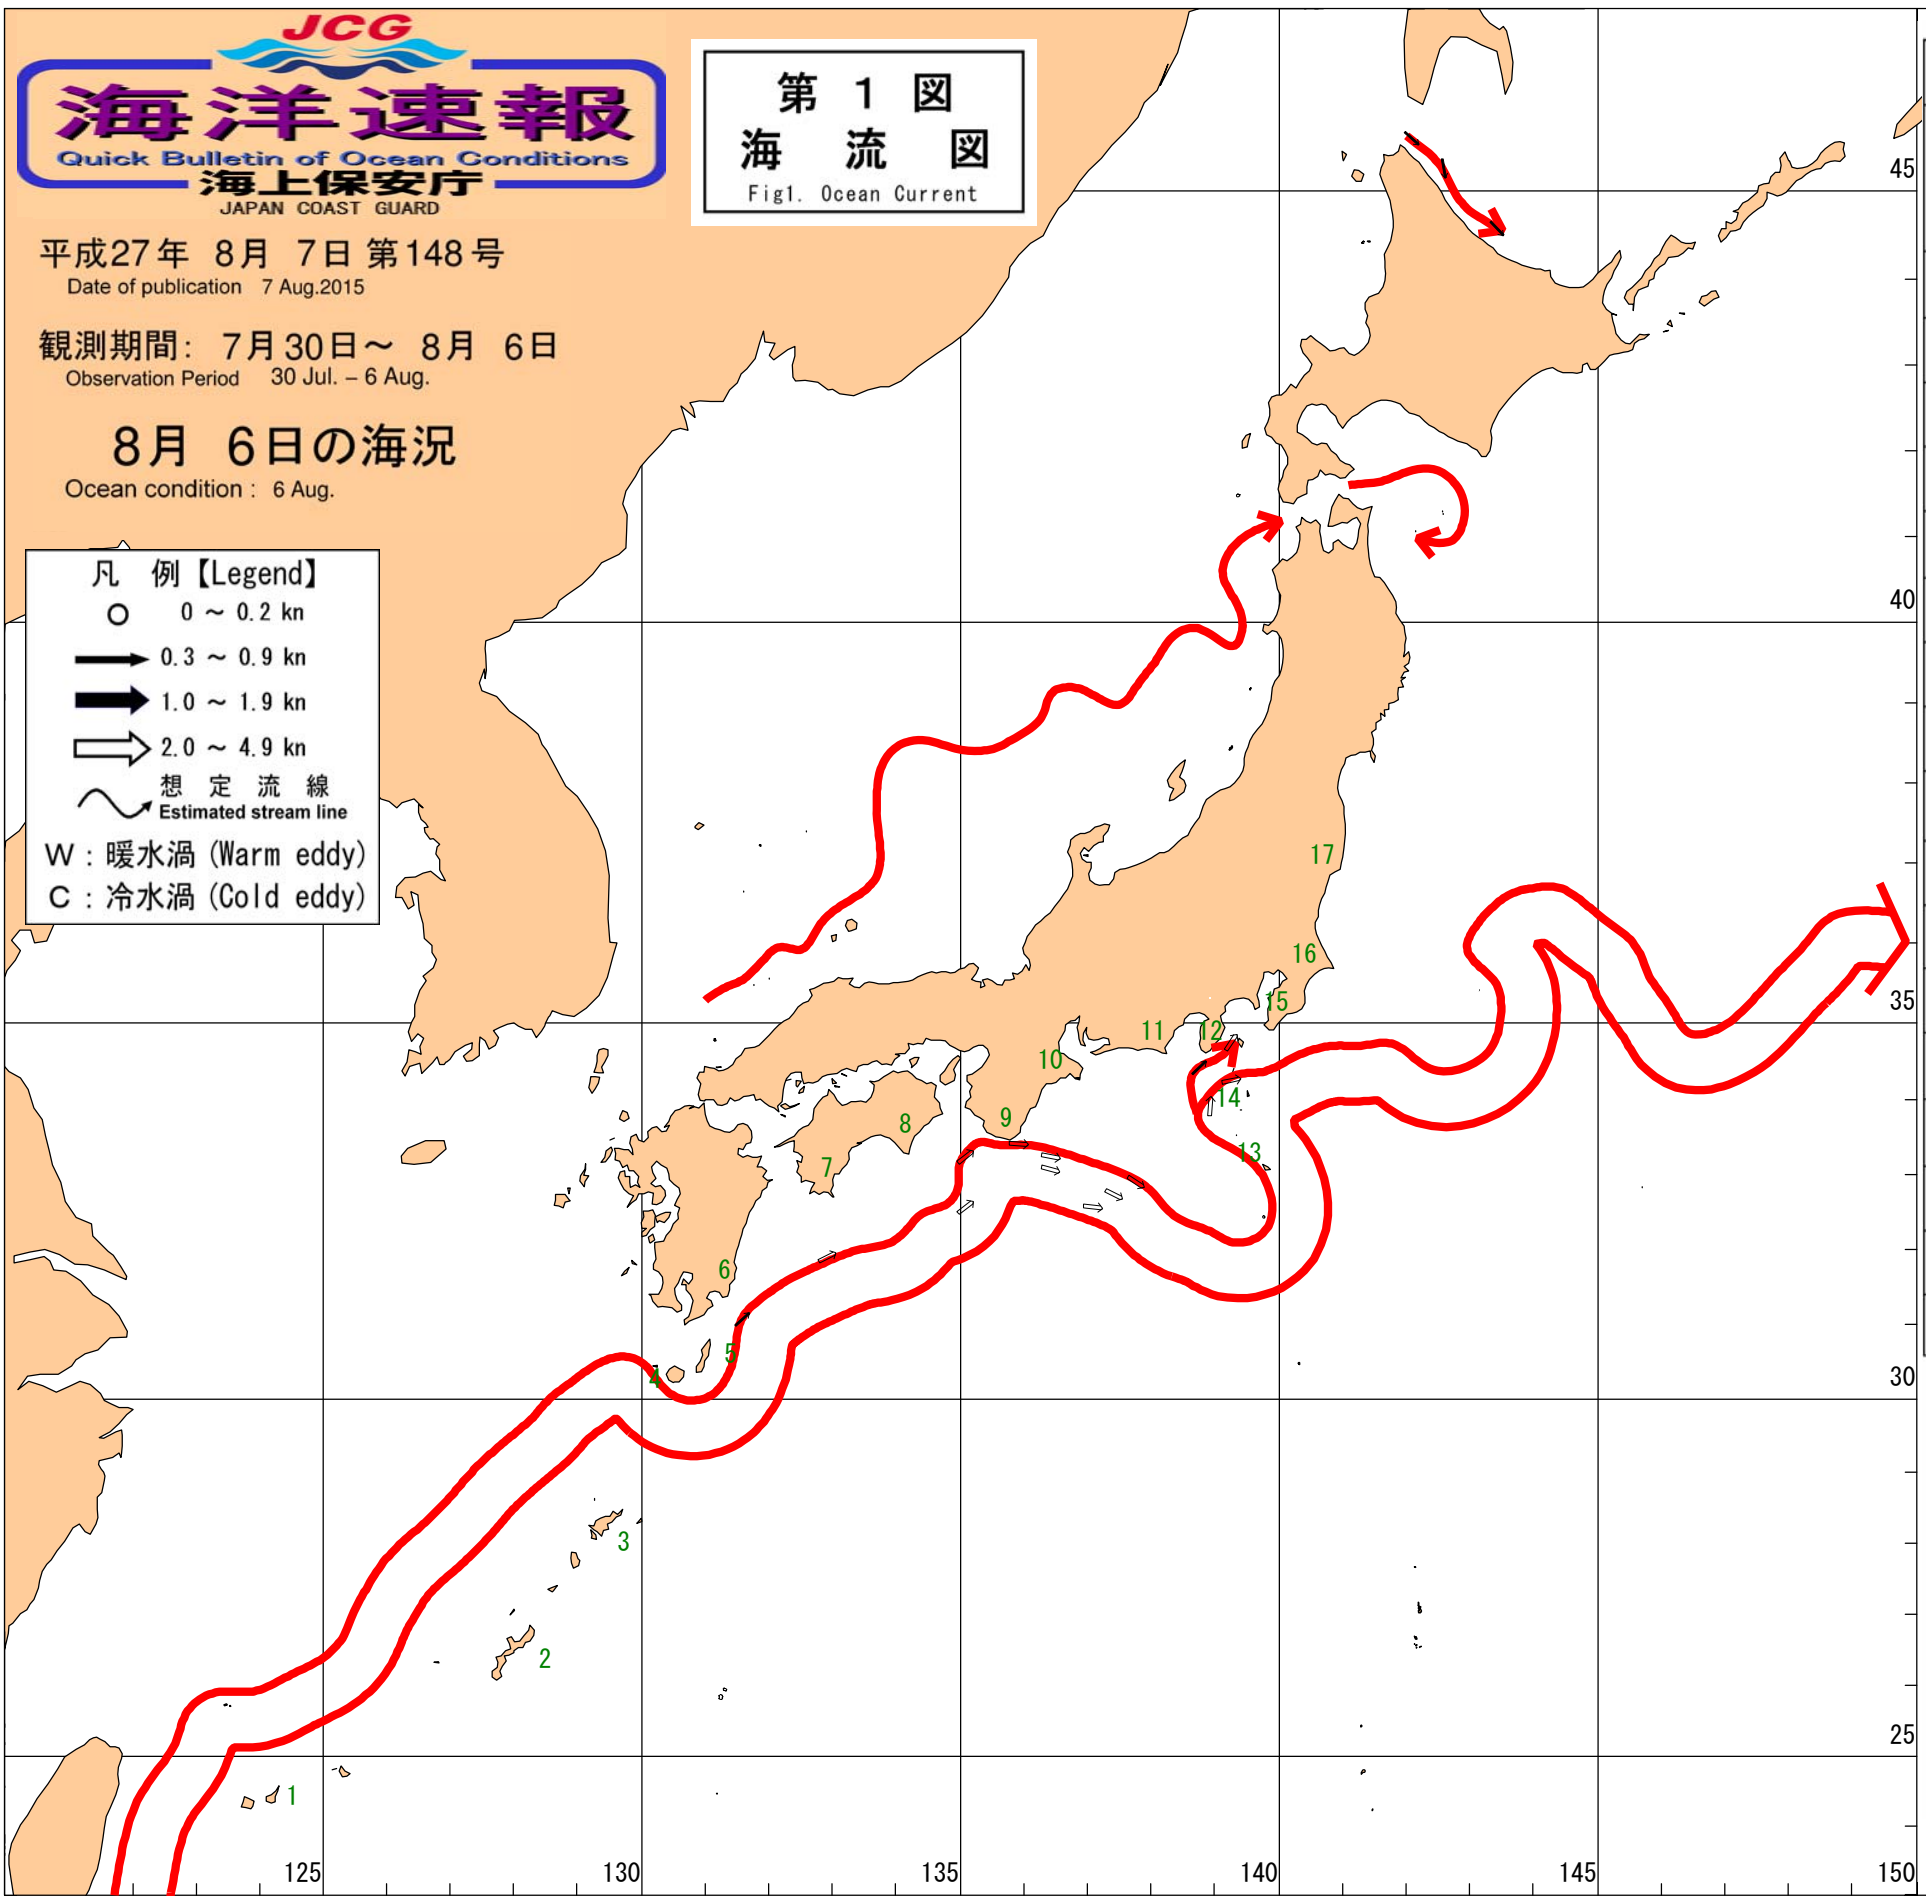 JCG
海洋速報
Quick Bulletin of Ocean Conditions
海上保安庁
JAPAN COAST GUARD
第 1 図
海 流 図
Fig1. Ocean Current
平成27年 8月 7日 第148号
Date of publication 7 Aug.2015
観測期間: 7月30日～ 8月 6日
Observation Period 30 Jul. – 6 Aug.
8月 6日の海況
Ocean condition : 6 Aug.
凡 例【Legend】
0 ～ 0.2 kn
0.3 ～ 0.9 kn
1.0 ～ 1.9 kn
2.0 ～ 4.9 kn
想 定 流 線
Estimated stream line
W : 暖水渦 (Warm eddy)
C : 冷水渦 (Cold eddy)
45
40
35
30
25
17
16
15
12
11
10
14
13
9
8
7
6
5
4
3
2
1
125
130
135
140
145
150